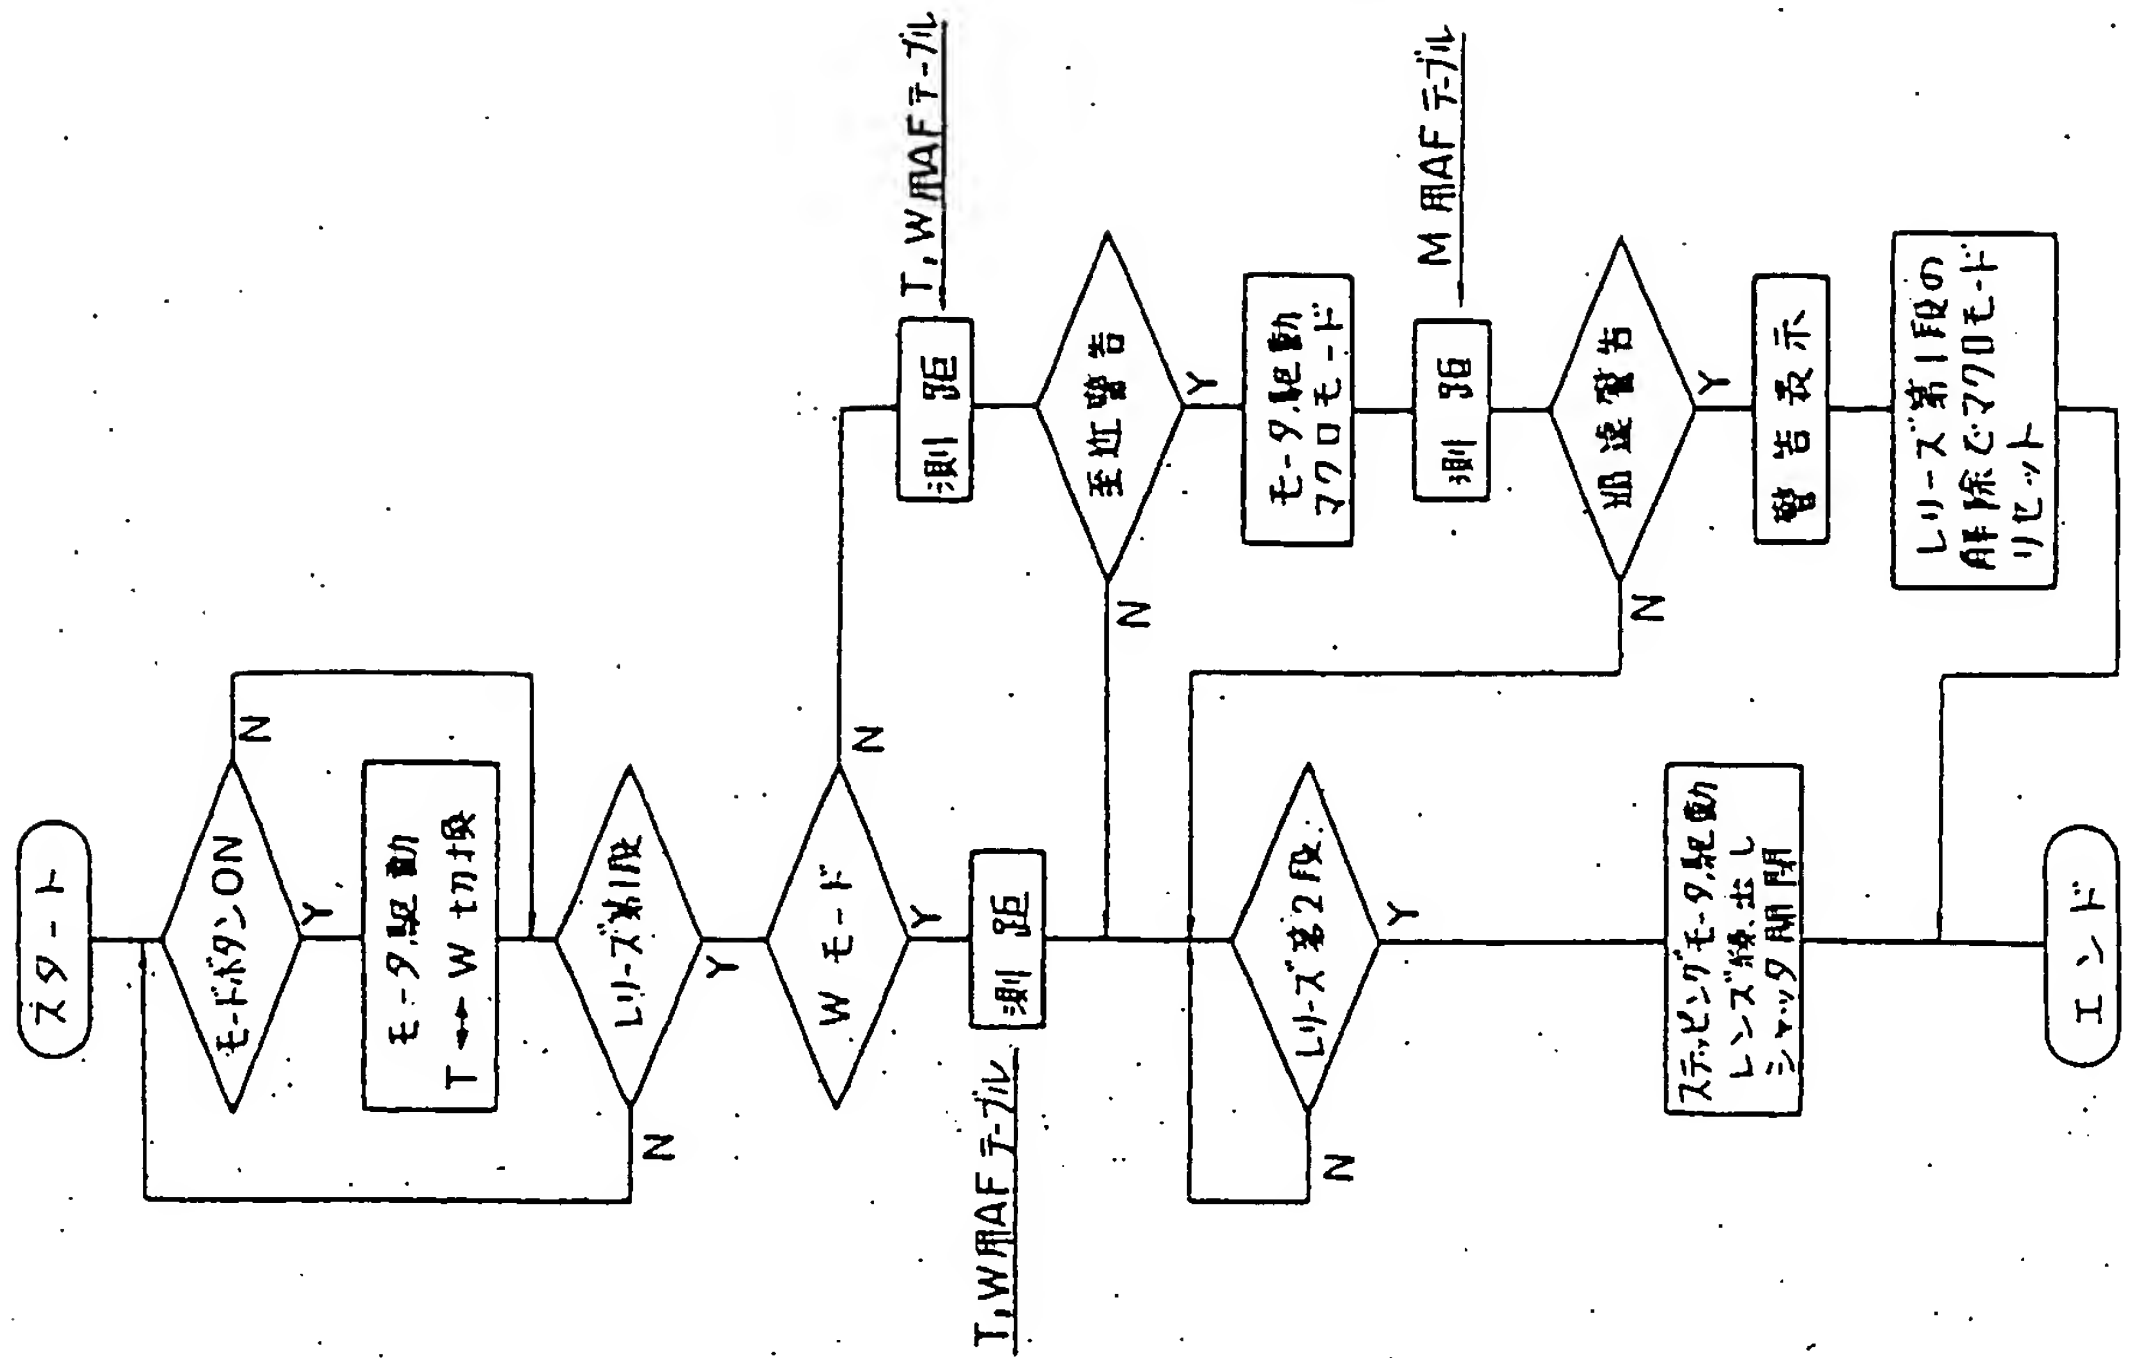 スタート
モードボタンON
N
Y
モータ駆動
T↔W切換
レリーズ第1段
N
Y
Wモード
N
Y
測距
T,W用AFテーブル
測距
T,W用AFテーブル
至近警告
N
Y
モータ駆動
マクロモード
測距
M用AFテーブル
警告
N
Y
警告表示
レリーズ第1段の
解除でマクロモード
リセット
レリーズ第2段
N
Y
ステッピングモータ駆動
レンズ繰出し
シャッタ開閉
エンド